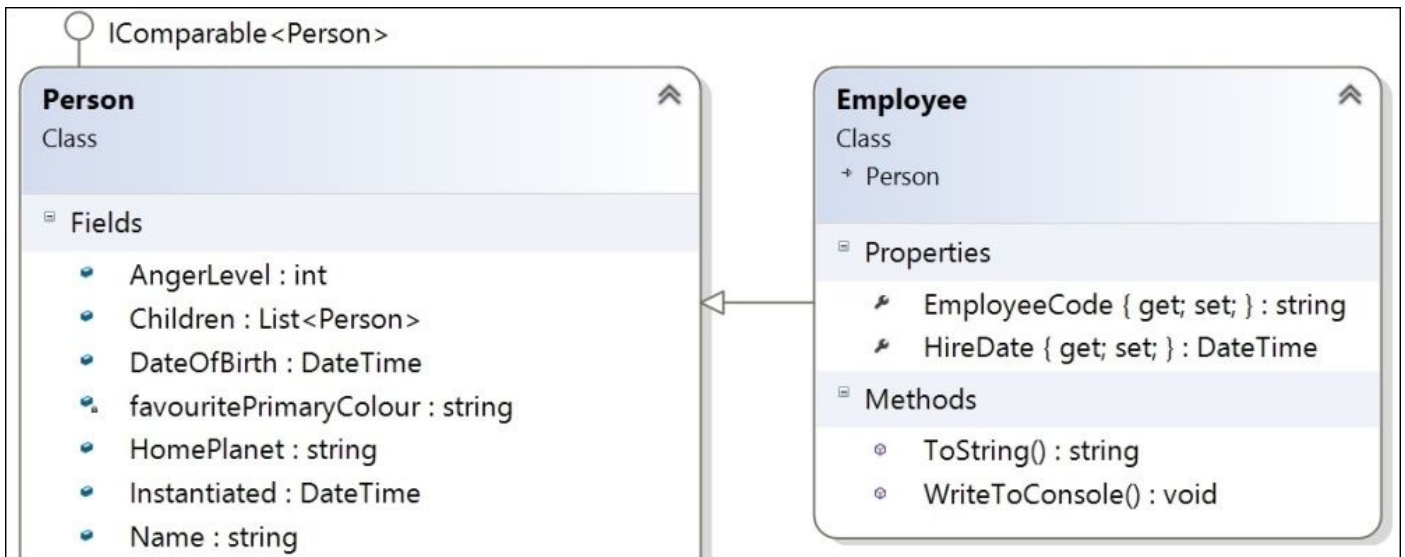 IComparable<Person>
Person
Class
Fields
AngerLevel : int
Children : List<Person>
DateOfBirth : DateTime
favouritePrimaryColour : string
HomePlanet : string
Instantiated : DateTime
Name : string
Employee
Class
Person
Properties
EmployeeCode { get; set; } : string
HireDate { get; set; } : DateTime
Methods
ToString() : string
WriteToConsole() : void